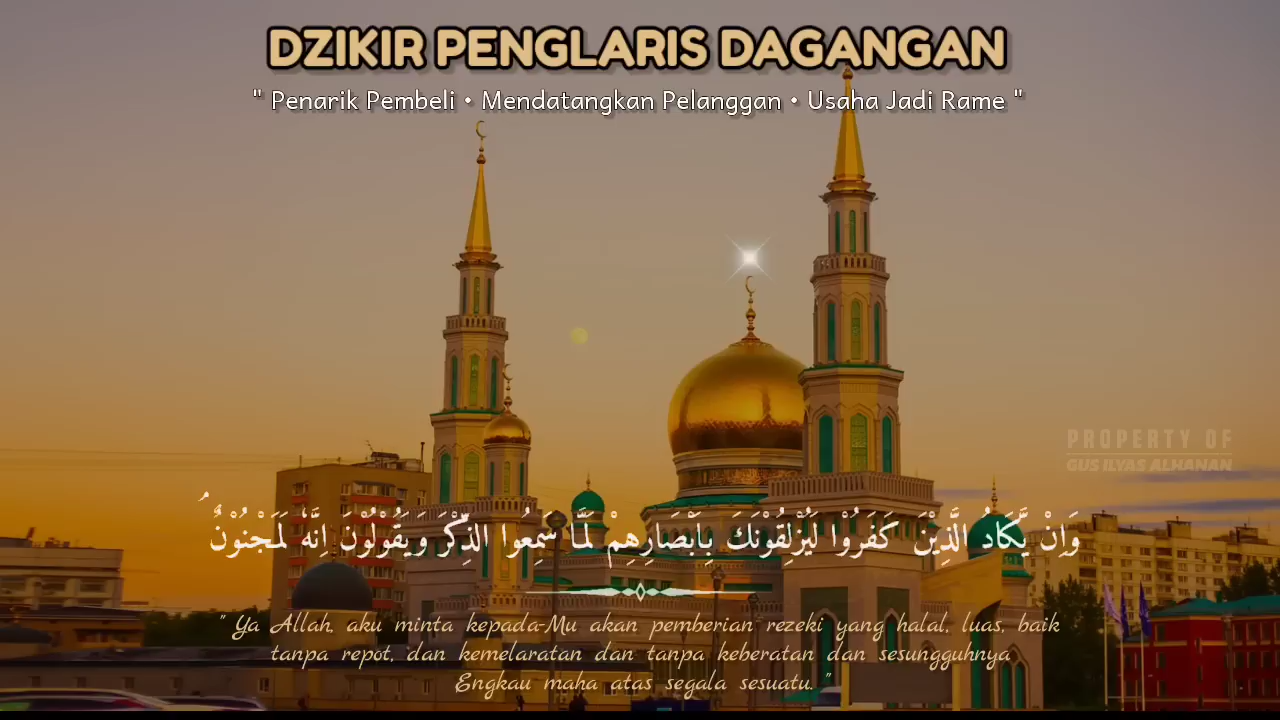 DZIKIR PENGLARIS DAGANGAN
" Penarik Pembeli • Mendatangkan Pelanggan • Usaha Jadi Rame "
PROPERTY OF
GUS ILYAS ALHANAN
وَاِنْ يَّكَادُ الَّذِيْنَ كَفَرُوْا لَيُزْلِقُوْنَكَ بِاَبْصَارِهِمْ لَمَّا سَمِعُوا الذِّكْرَ وَيَقُوْلُوْنَ اِنَّهٗ لَمَجْنُوْنٌ ۘ
" Ya Allah, aku minta kepada-Mu akan pemberian rezeki yang halal, luas, baik
tanpa repot, dan kemelaratan dan tanpa keberatan dan sesungguhnya
Engkau maha atas segala sesuatu. "